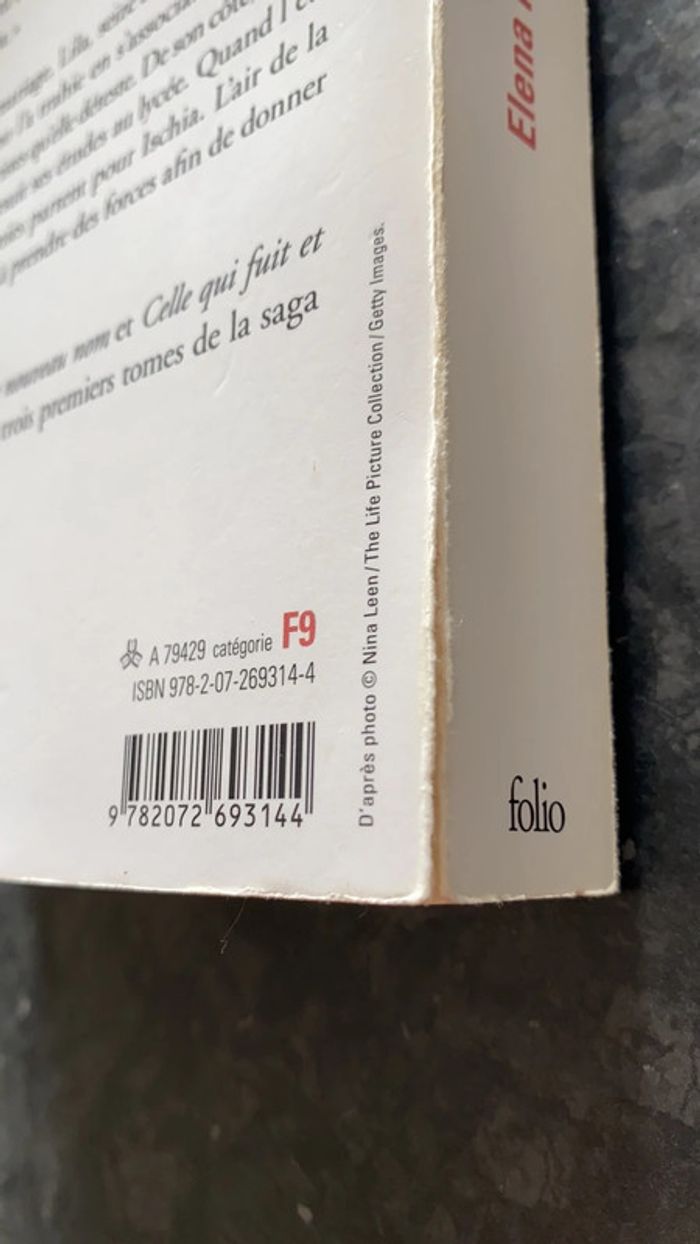 l'a trahie en s'associa
qu'elle déteste. De son côté,
ses études au lycée. Quand l'é
partent pour Ischia. L'air de la
prendre des forces afin de donner
nouveau nom et Celle qui fuit et
trois premiers tomes de la saga
D'après photo © Nina Leen/The Life Picture Collection/Getty Images.
A 79429 catégorie F9
ISBN 978-2-07-269314-4
9 782072 693144
Elena
folio